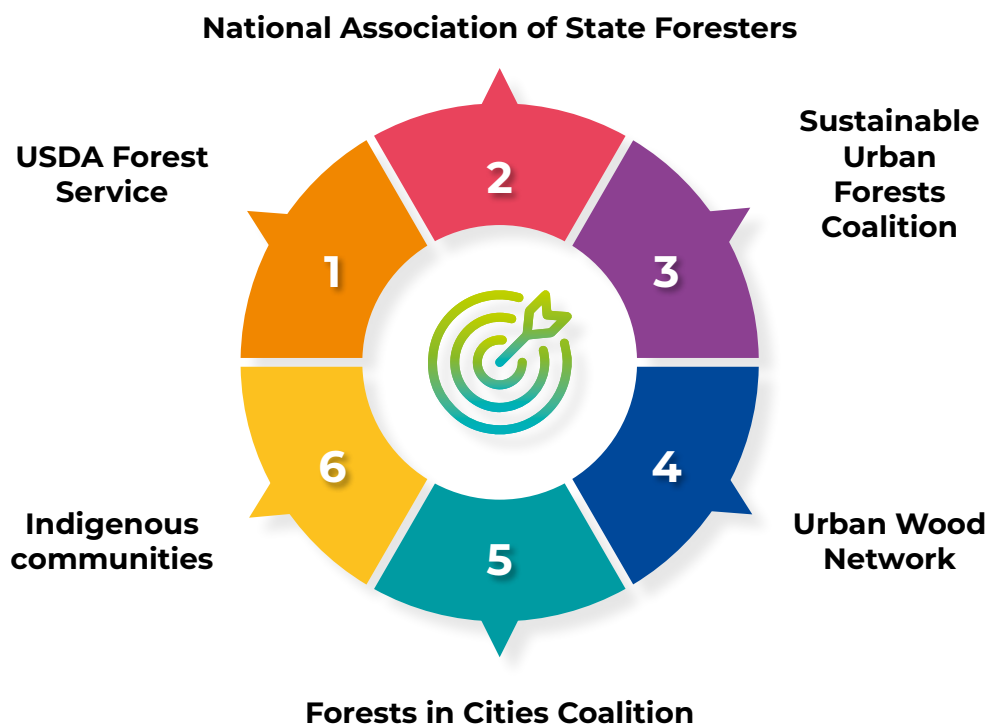 National Association of State Foresters
USDA Forest
Service
Sustainable
Urban
Forests
Coalition
2
1
3
6
4
5
Indigenous
communities
Urban Wood
Network
Forests in Cities Coalition